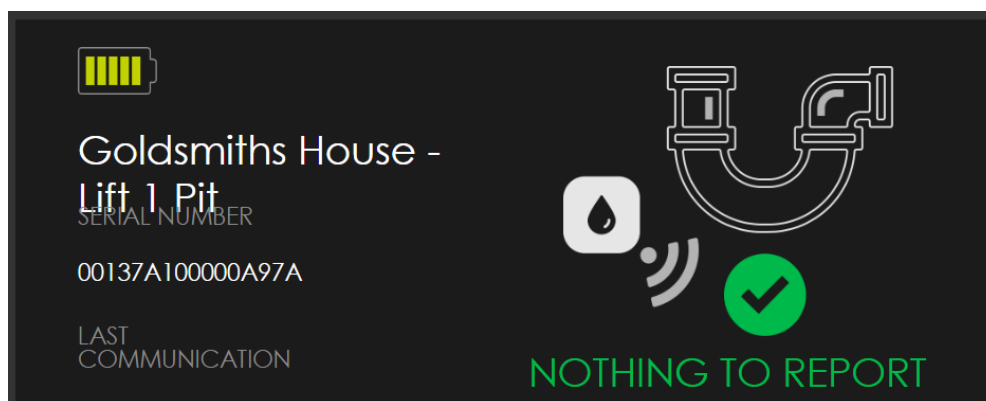 Goldsmiths House -
Lift 1 Pit
SERIAL NUMBER
00137A100000A97A
LAST
COMMUNICATION
NOTHING TO REPORT